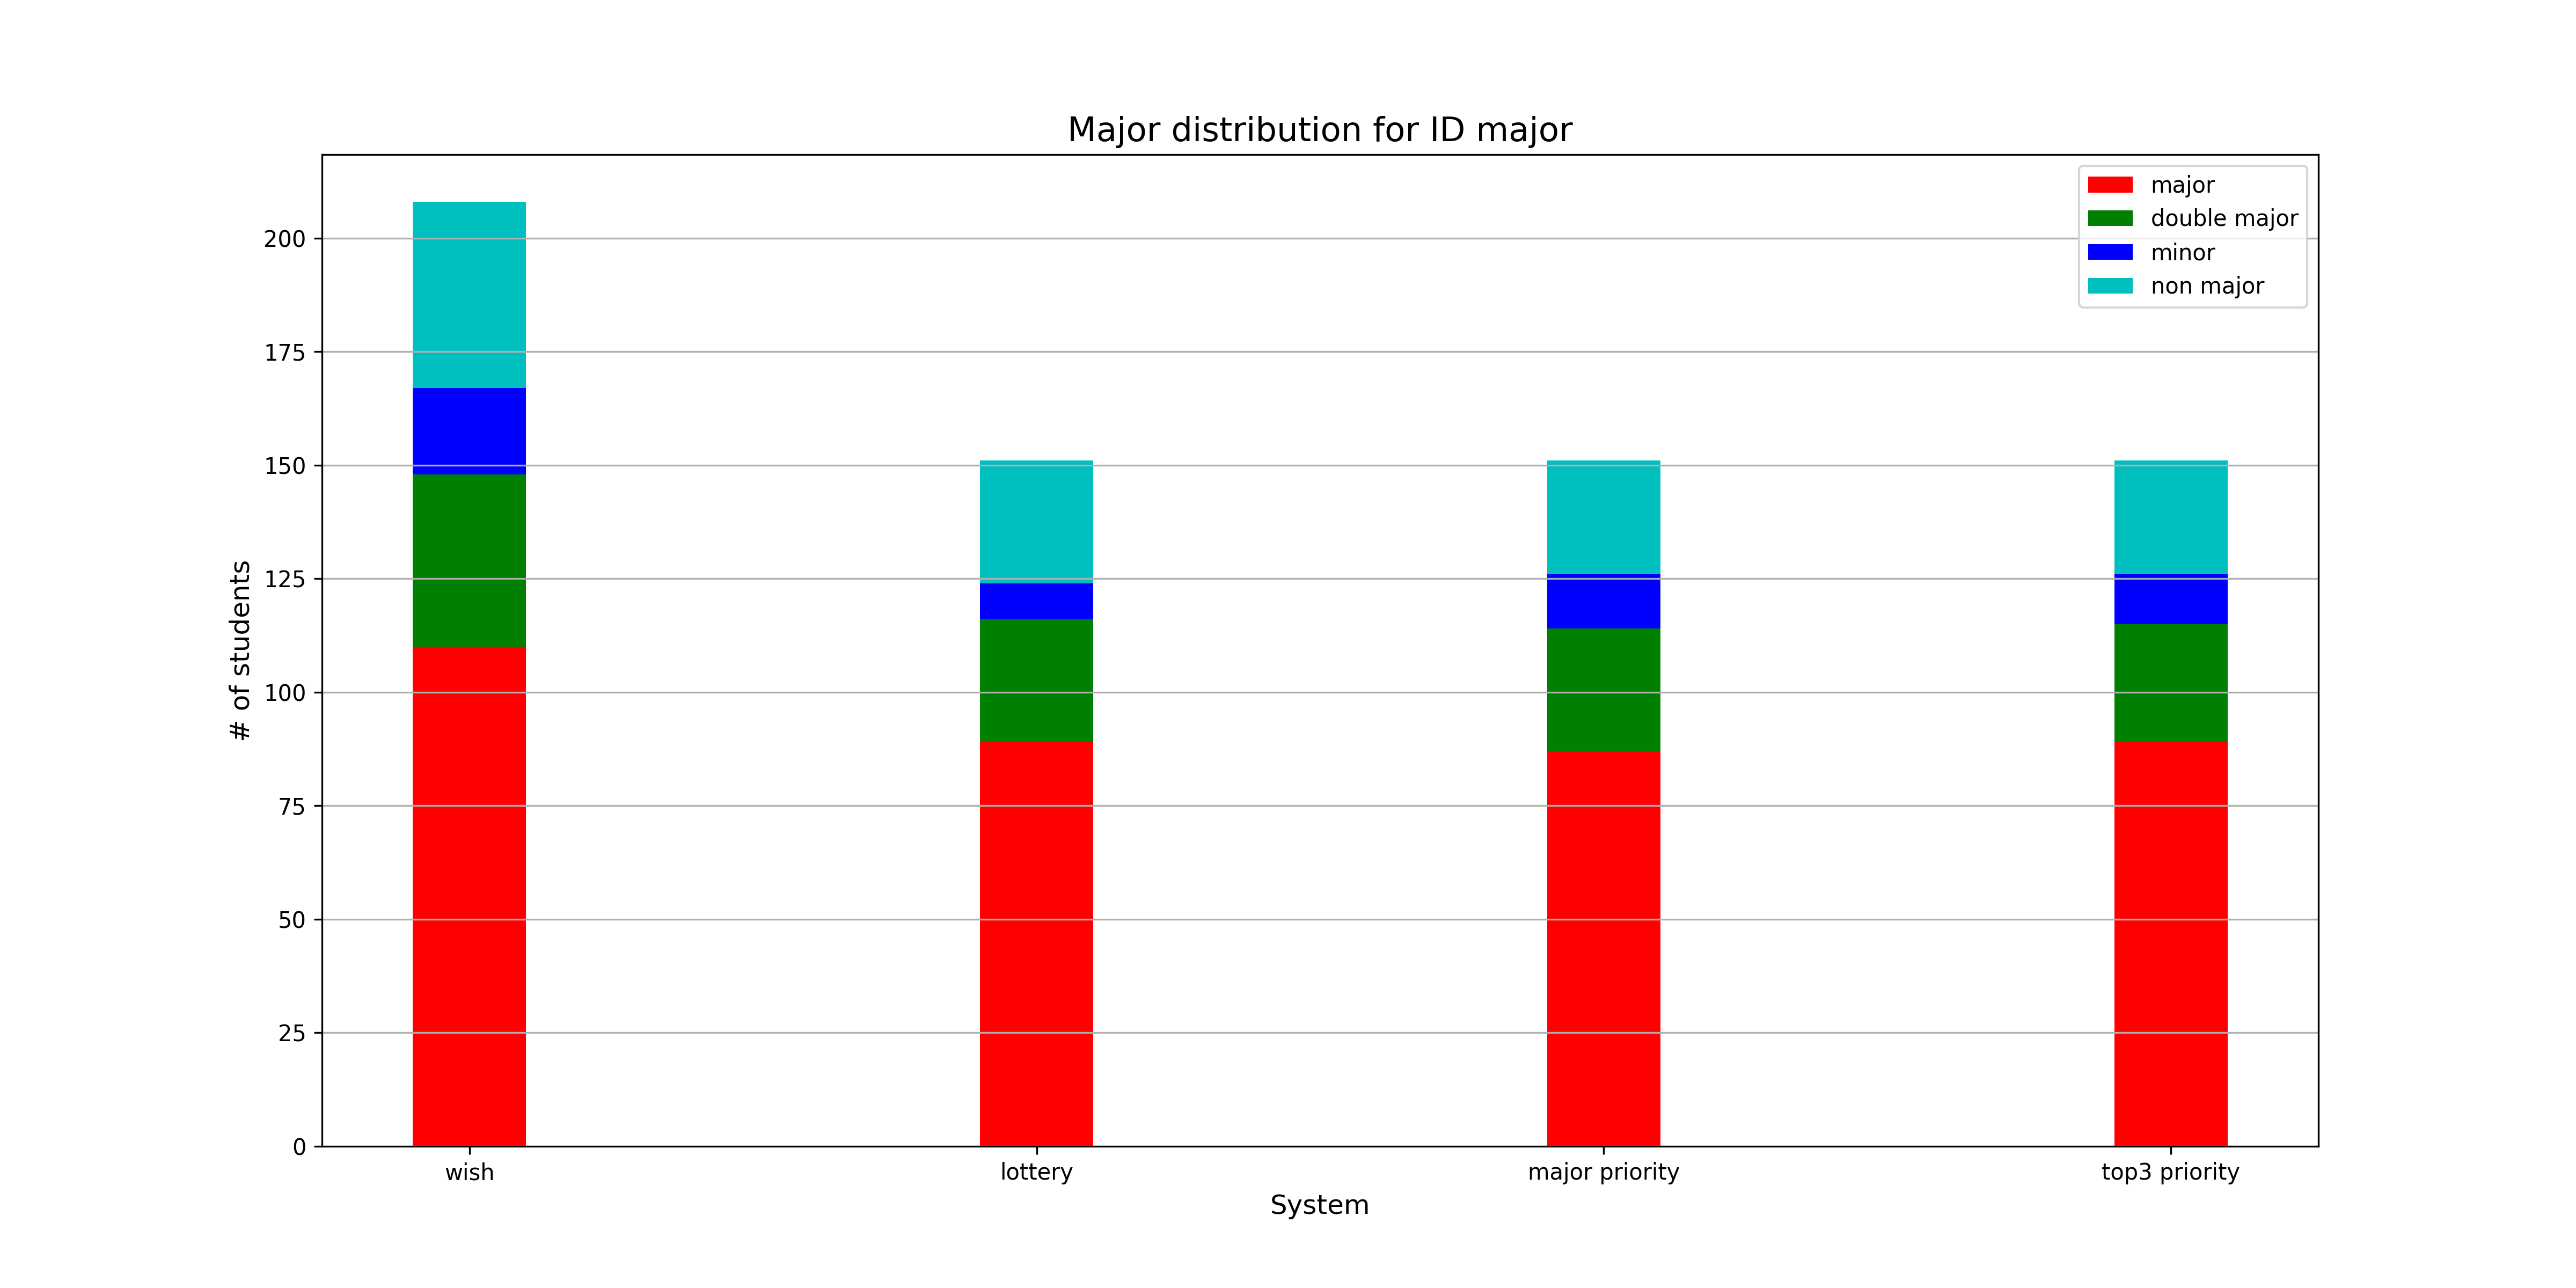 Major distribution for ID major
major
double major
minor
non major
200
175
150
125
100
75
50
25
0
# of students
wish
lottery
major priority
top3 priority
System